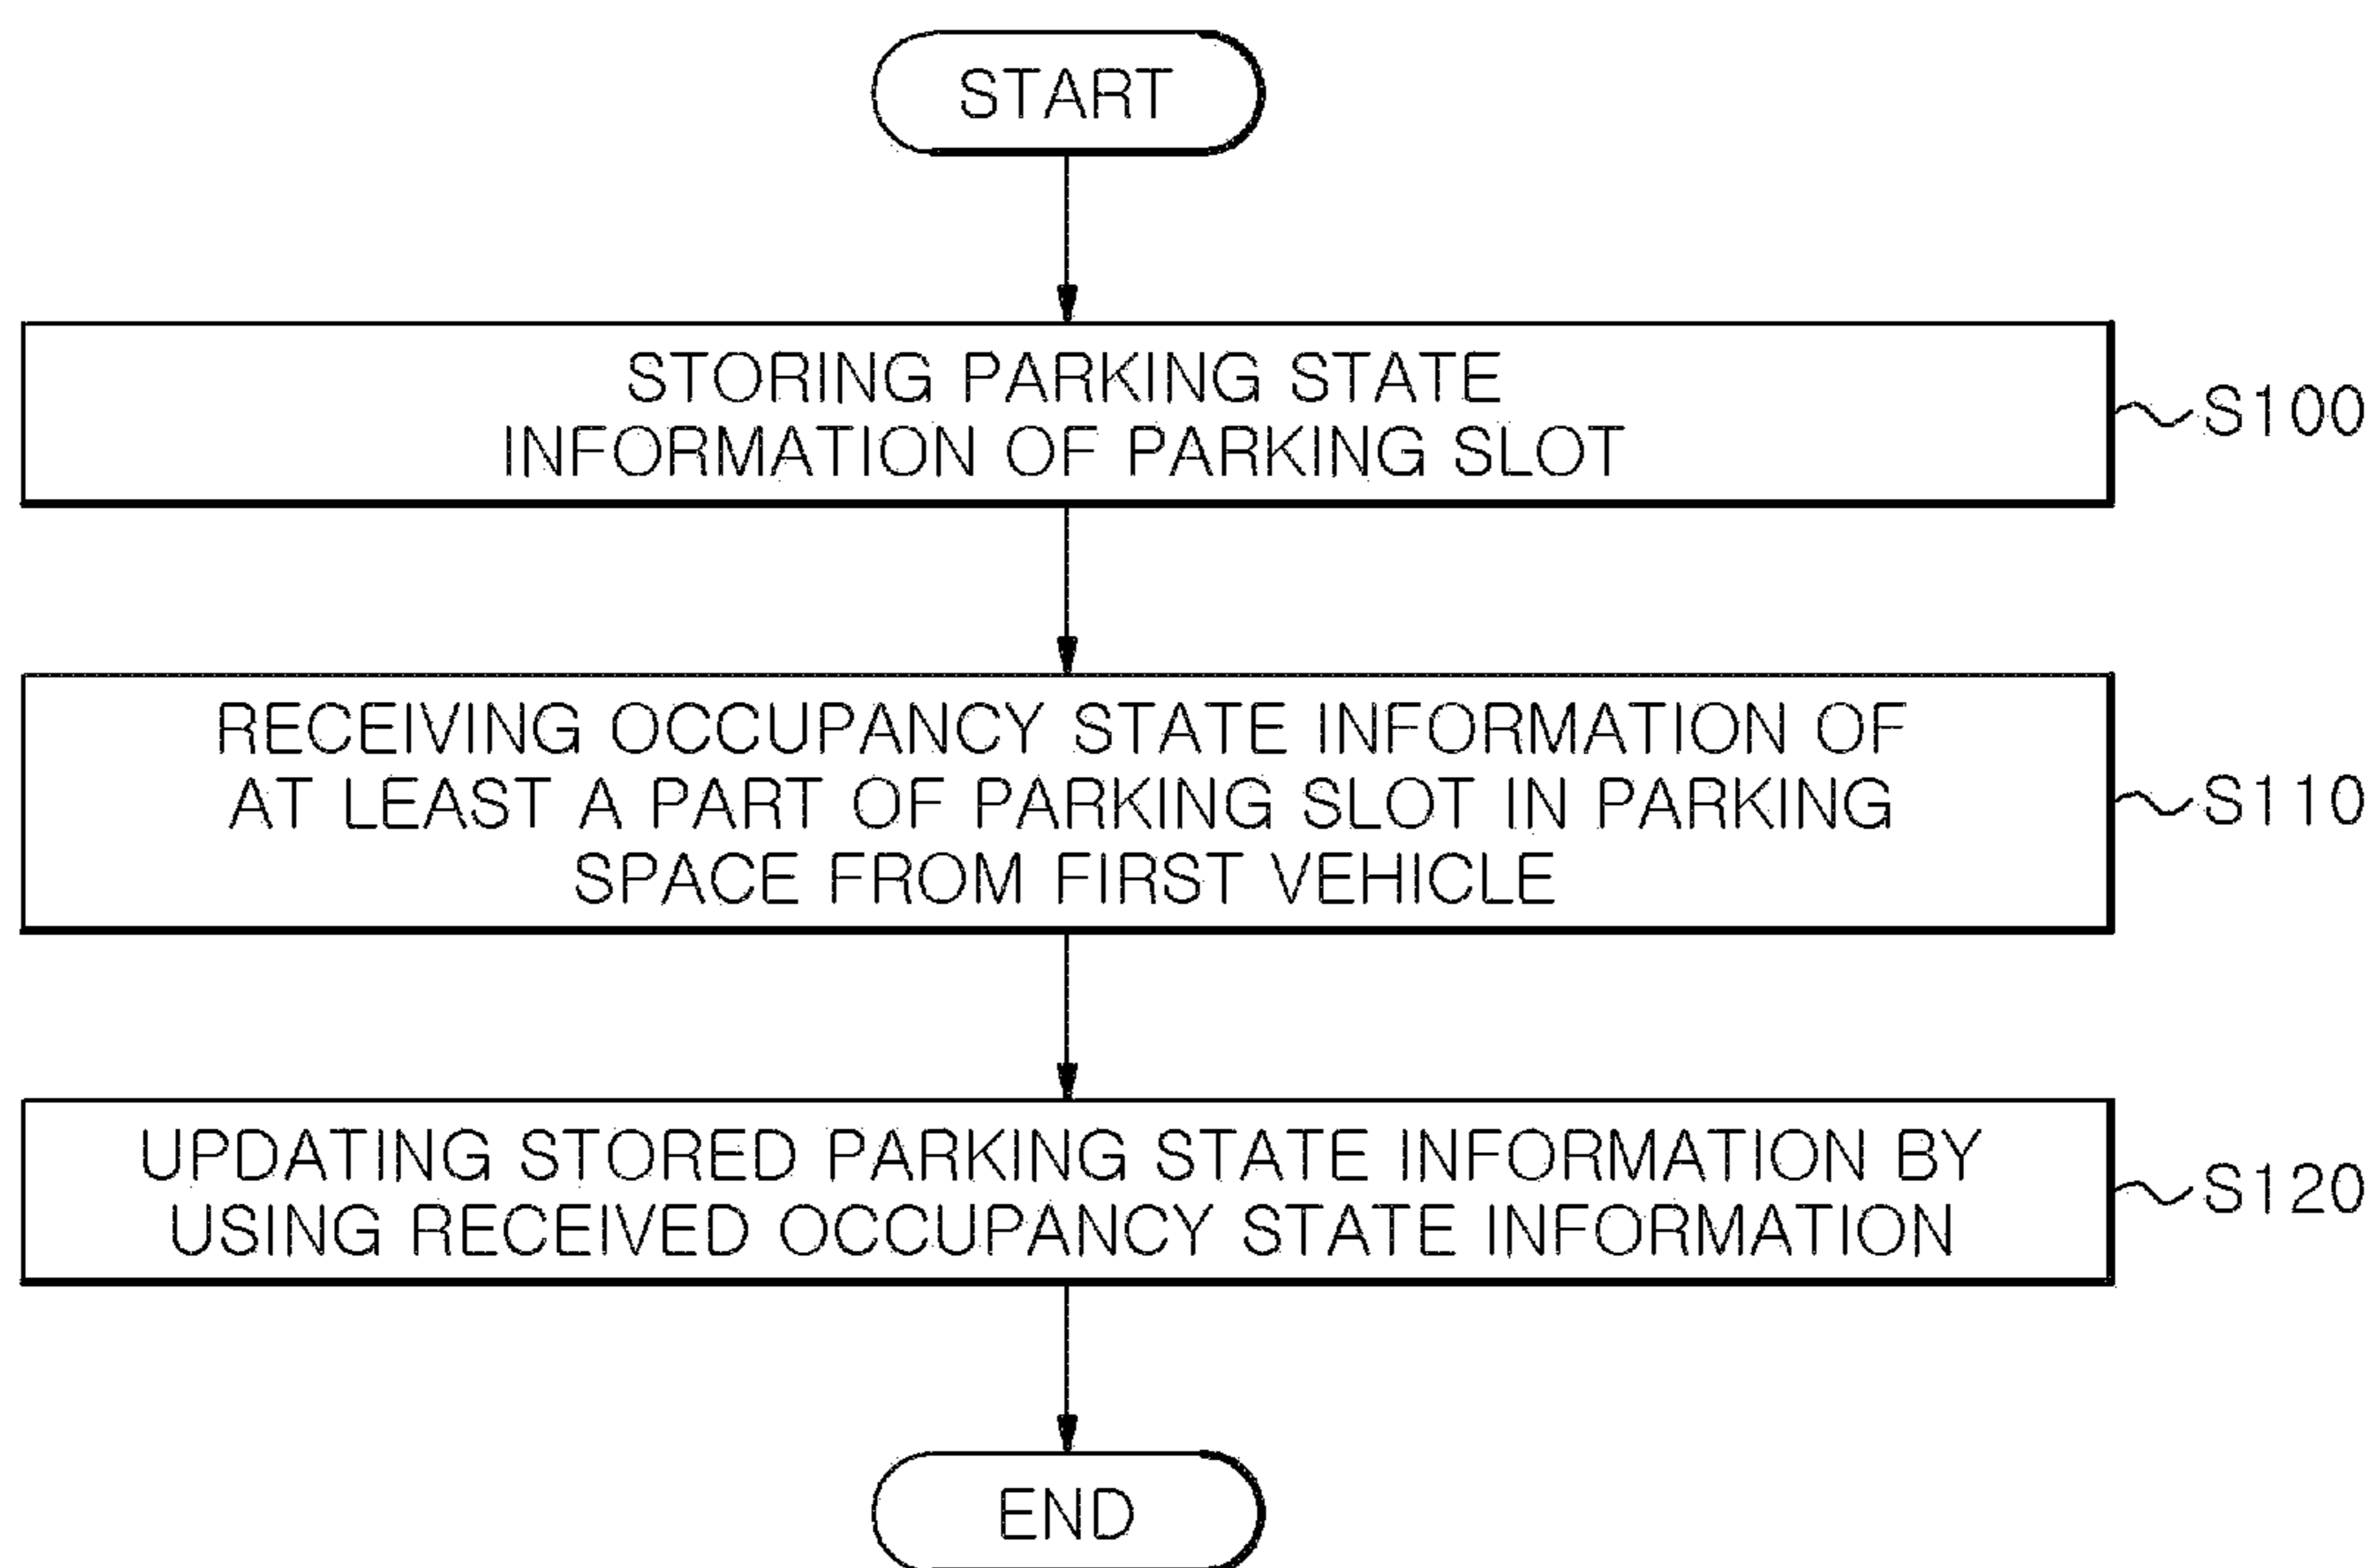 START
STORING PARKING STATE
INFORMATION OF PARKING SLOT
S100
RECEIVING OCCUPANCY STATE INFORMATION OF
AT LEAST A PART OF PARKING SLOT IN PARKING
SPACE FROM FIRST VEHICLE
S110
UPDATING STORED PARKING STATE INFORMATION BY
USING RECEIVED OCCUPANCY STATE INFORMATION
S120
END